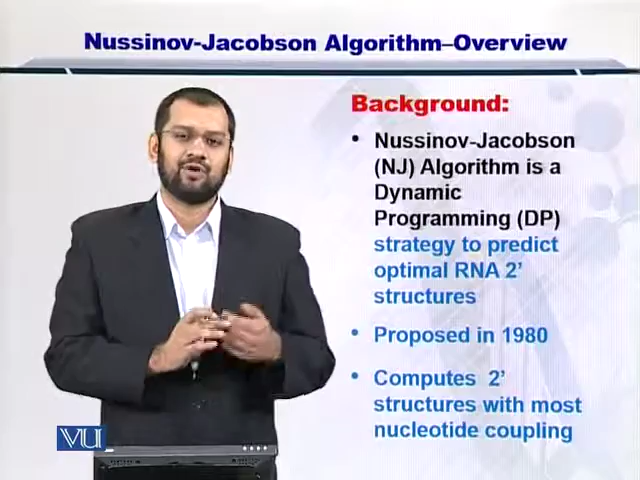 Nussinov-Jacobson Algorithm–Overview
Background:
• Nussinov-Jacobson
(NJ) Algorithm is a
Dynamic
Programming (DP)
strategy to predict
optimal RNA 2'
structures
• Proposed in 1980
• Computes 2'
structures with most
nucleotide coupling
VU